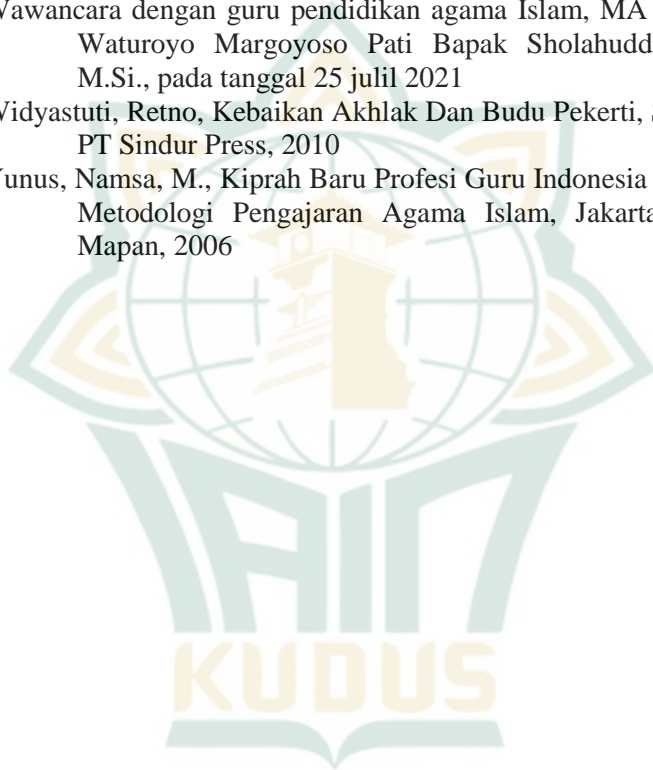 Wawancara dengan guru pendidikan agama Islam, MA
Waturoyo Margoyoso Pati Bapak Sholahudd
M.Si., pada tanggal 25 julil 2021
Widyastuti, Retno, Kebaikan Akhlak Dan Budu Pekerti,
PT Sindur Press, 2010
Yunus, Namsa, M., Kiprah Baru Profesi Guru Indonesia
Metodologi Pengajaran Agama Islam, Jakarta
Mapan, 2006
IAIN
KUDUS